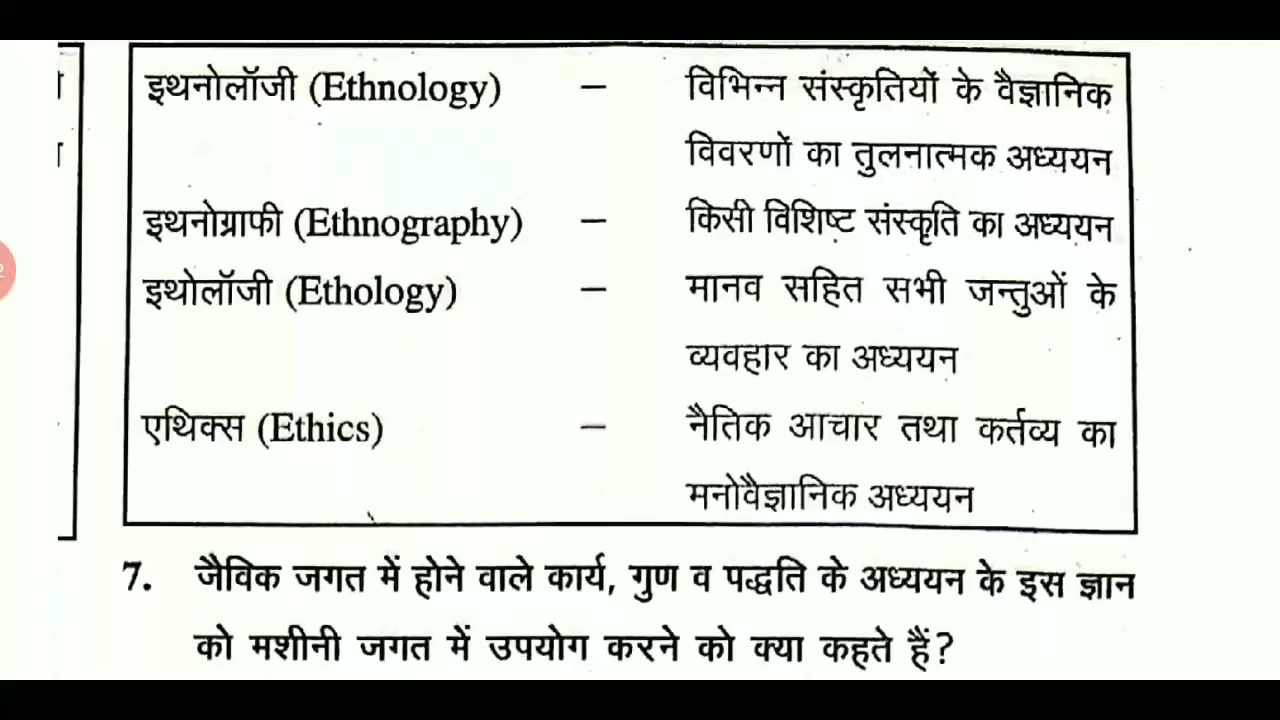 इथनोलॉजी (Ethnology) – विभिन्न संस्कृतियों के वैज्ञानिक
विवरणों का तुलनात्मक अध्ययन
इथनोग्राफी (Ethnography) – किसी विशिष्ट संस्कृति का अध्ययन
इथोलॉजी (Ethology) – मानव सहित सभी जन्तुओं के
व्यवहार का अध्ययन
एथिक्स (Ethics) – नैतिक आचार तथा कर्तव्य का
मनोवैज्ञानिक अध्ययन
7. जैविक जगत में होने वाले कार्य, गुण व पद्धति के अध्ययन के इस ज्ञान
को मशीनी जगत में उपयोग करने को क्या कहते हैं?